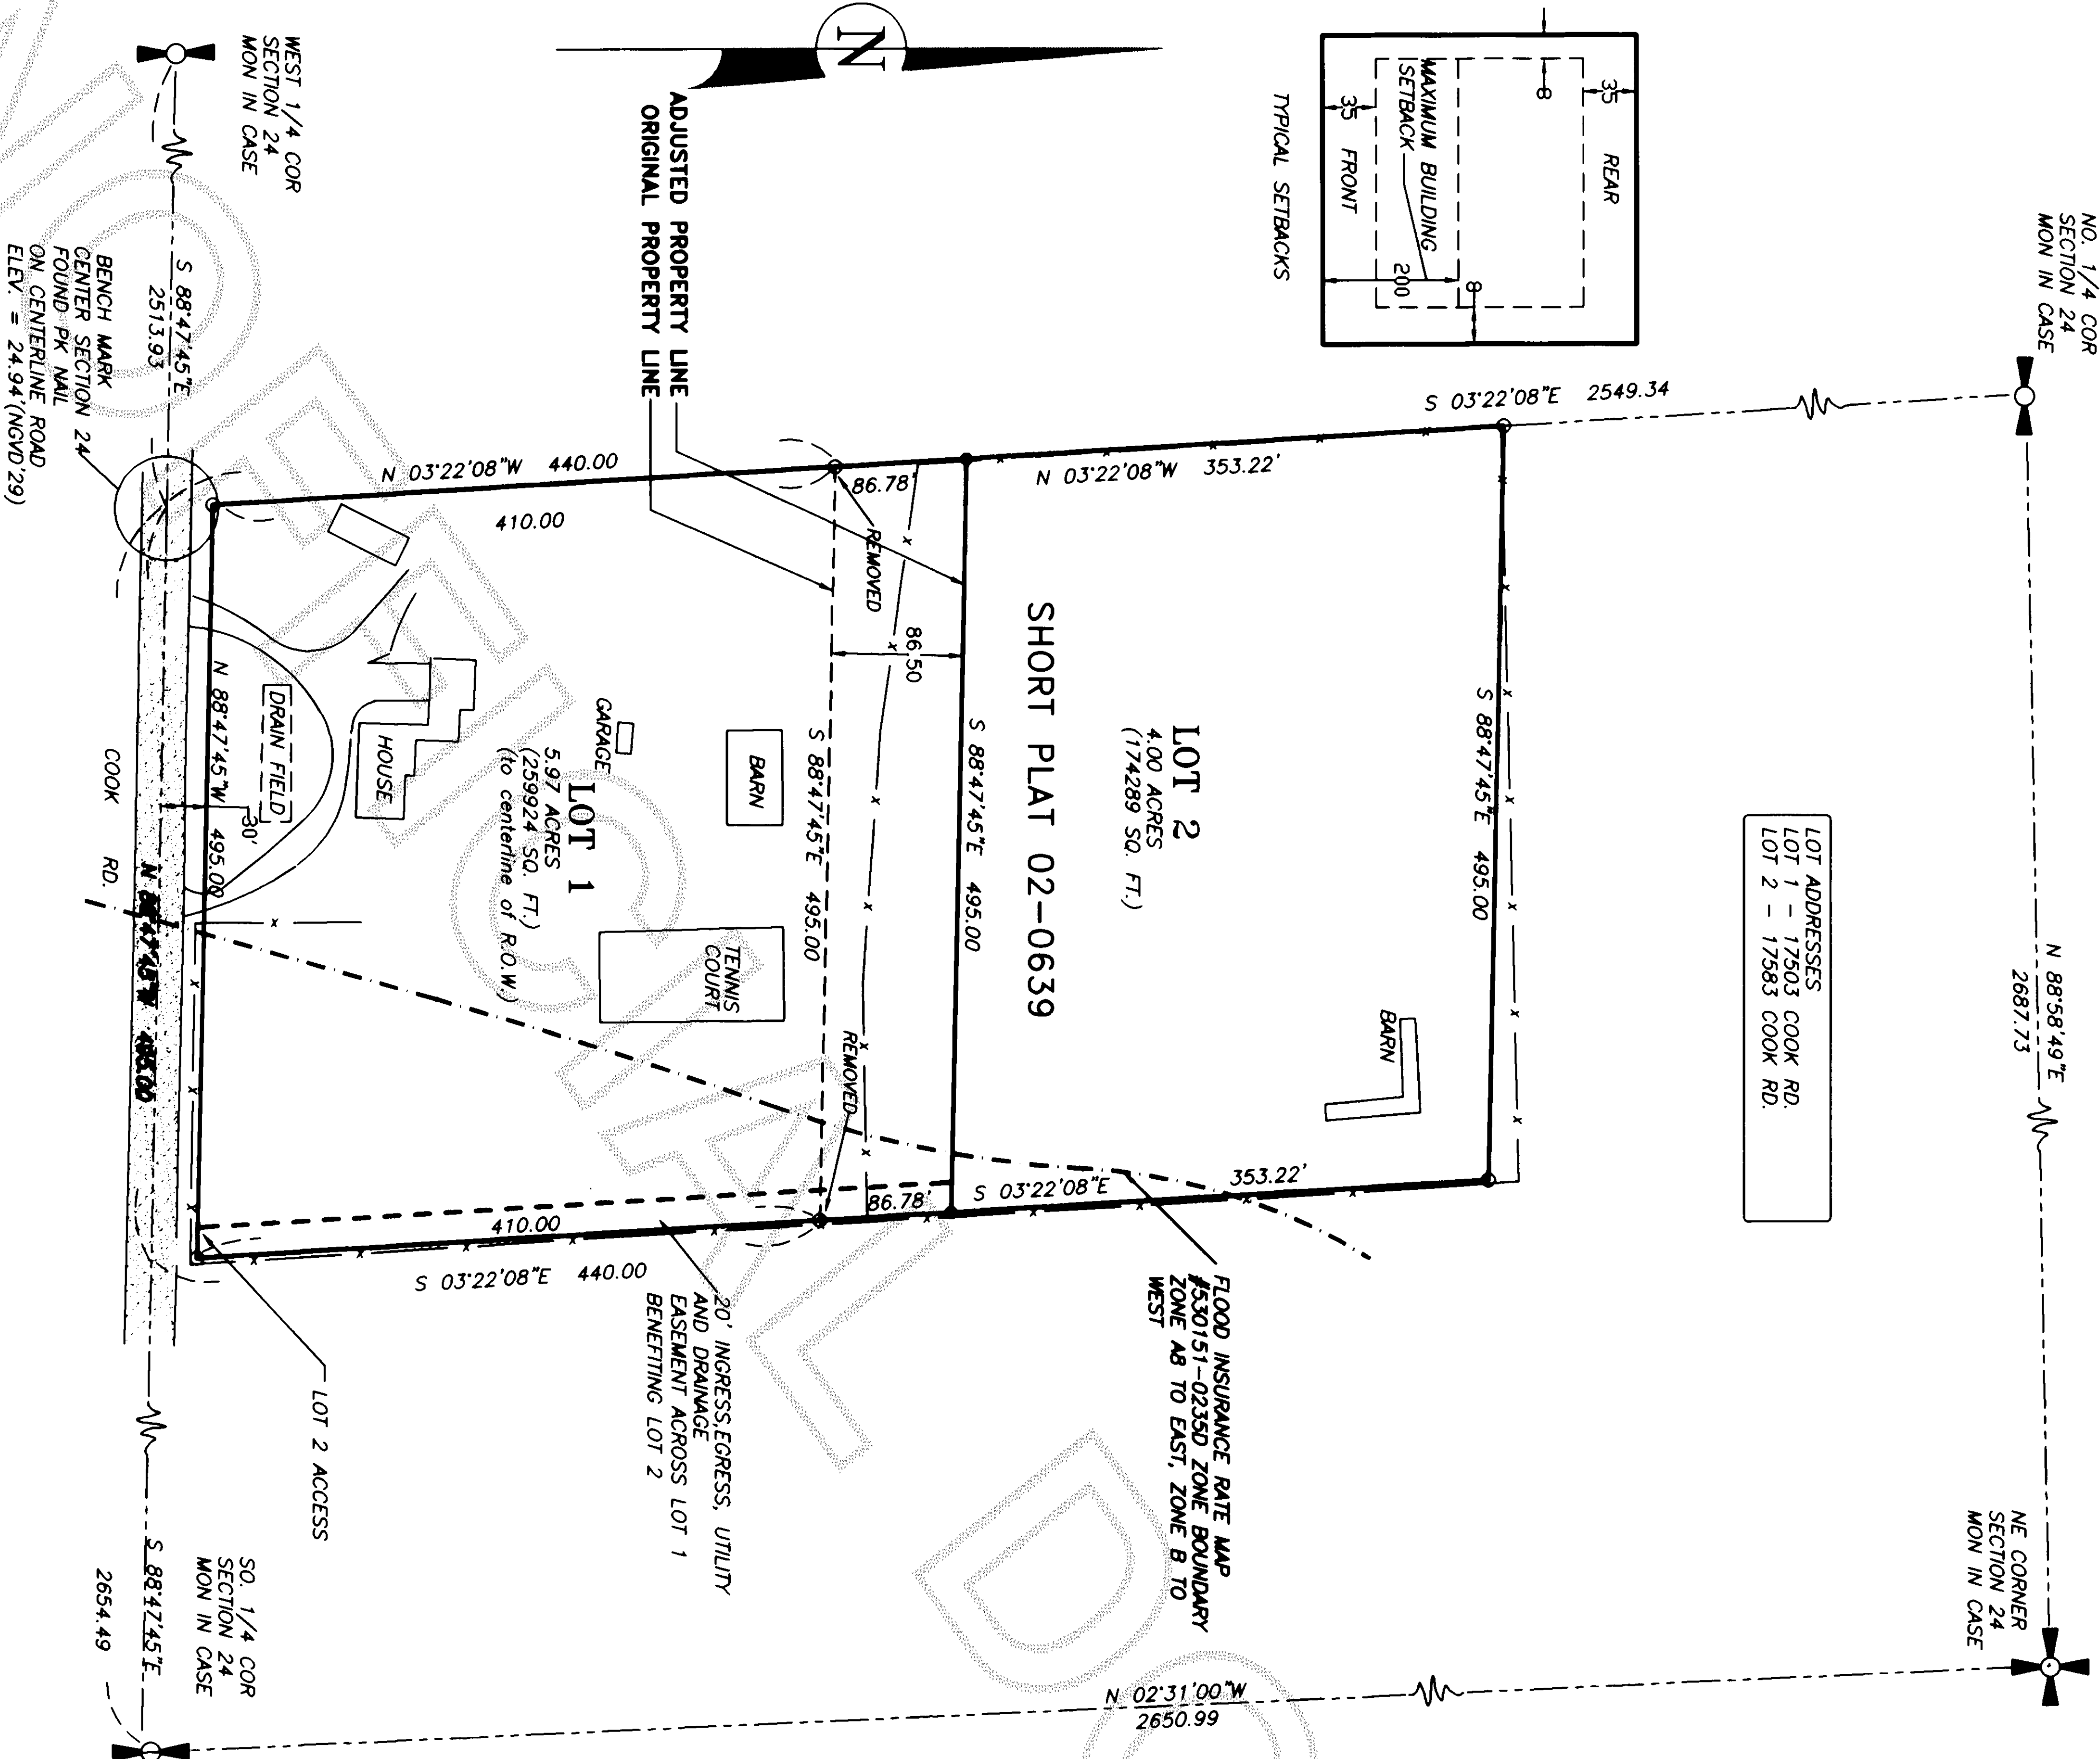 NO. 1/4 COR
SECTION 24
MON IN CASE
N 88°58'49"E
2687.73
NE CORNER
SECTION 24
MON IN CASE
LOT ADDRESSES
LOT 1 - 17503 COOK RD.
LOT 2 - 17583 COOK RD.
35
REAR
8
MAXIMUM BUILDING
SETBACK
200
8
35
FRONT
TYPICAL SETBACKS
S 03°22'08"E 2549.34
N
S 88°47'45"E 495.00
BARN
N 03°22'08"W 353.22'
353.22'
S 03°22'08"E
LOT 2
4.00 ACRES
(174289 SQ. FT.)
SHORT PLAT 02-0639
FLOOD INSURANCE RATE MAP
#530151-0235D ZONE BOUNDARY
ZONE A8 TO EAST, ZONE B TO
WEST
N 02°31'00"W
2650.99
S 88°47'45"E 495.00
86.78'
86.50
86.78'
REMOVED
REMOVED
ADJUSTED PROPERTY LINE
ORIGINAL PROPERTY LINE
S 88°47'45"E 495.00
BARN
TENNIS
COURT
GARAGE
LOT 1
5.97 ACRES
(259924 SQ. FT.)
(to centerline of R.O.W.)
N 03°22'08"W 440.00
410.00
410.00
S 03°22'08"E 440.00
20' INGRESS,EGRESS, UTILITY
AND DRAINAGE
EASEMENT ACROSS LOT 1
BENEFITING LOT 2
HOUSE
DRAIN FIELD
30'
N 88°47'45"W 495.00
LOT 2 ACCESS
WEST 1/4 COR
SECTION 24
MON IN CASE
S 88°47'45"E
2513.93
N 88°47'45"W 495.00
COOK RD.
BENCH MARK
CENTER SECTION 24
FOUND PK NAIL
ON CENTERLINE ROAD
ELEV. = 24.94'(NGVD'29)
SO. 1/4 COR
SECTION 24
MON IN CASE
S 88°47'45"E
2654.49
UNOFFICIAL DO